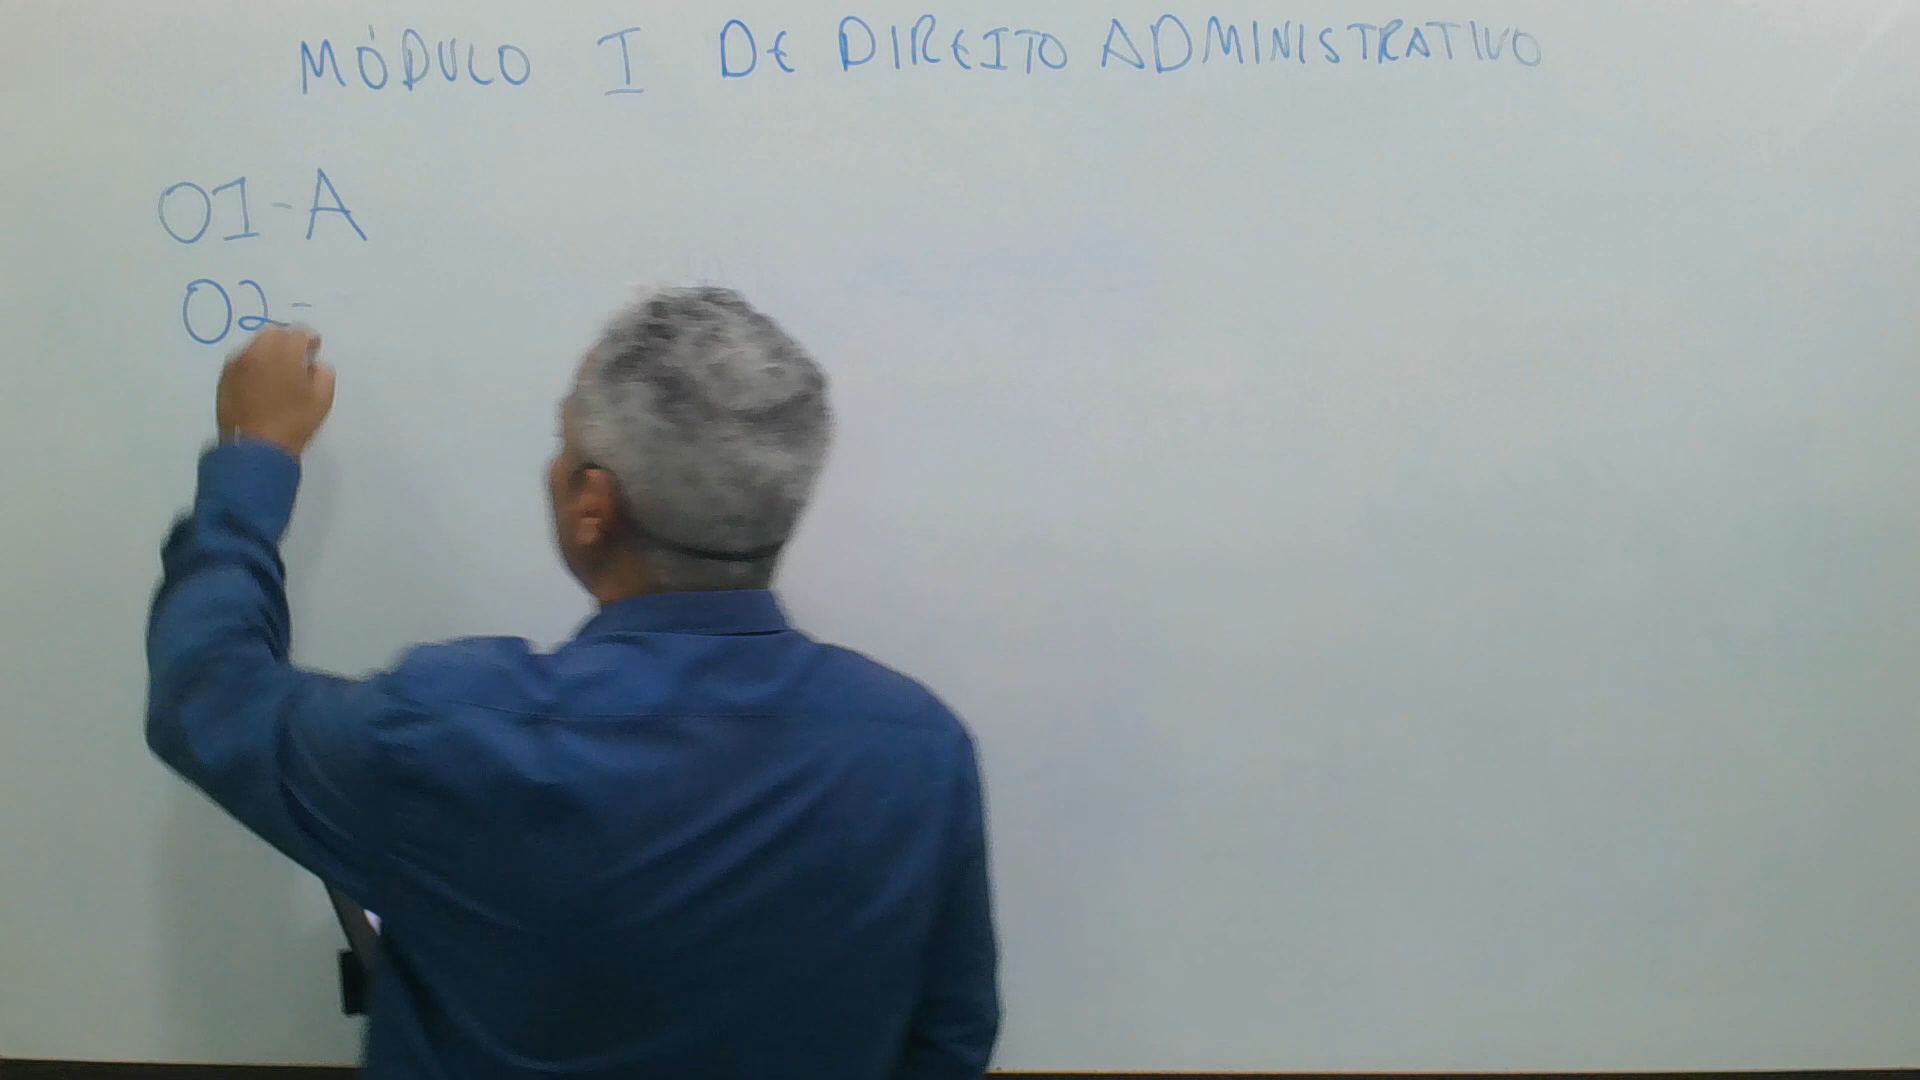 MÓDULO I DE DIREITO ADMINISTRATIVO
01-A
02-